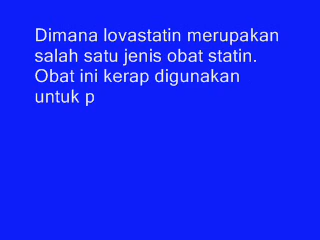 Dimana lovastatin merupakan
salah satu jenis obat statin.
Obat ini kerap digunakan
untuk p